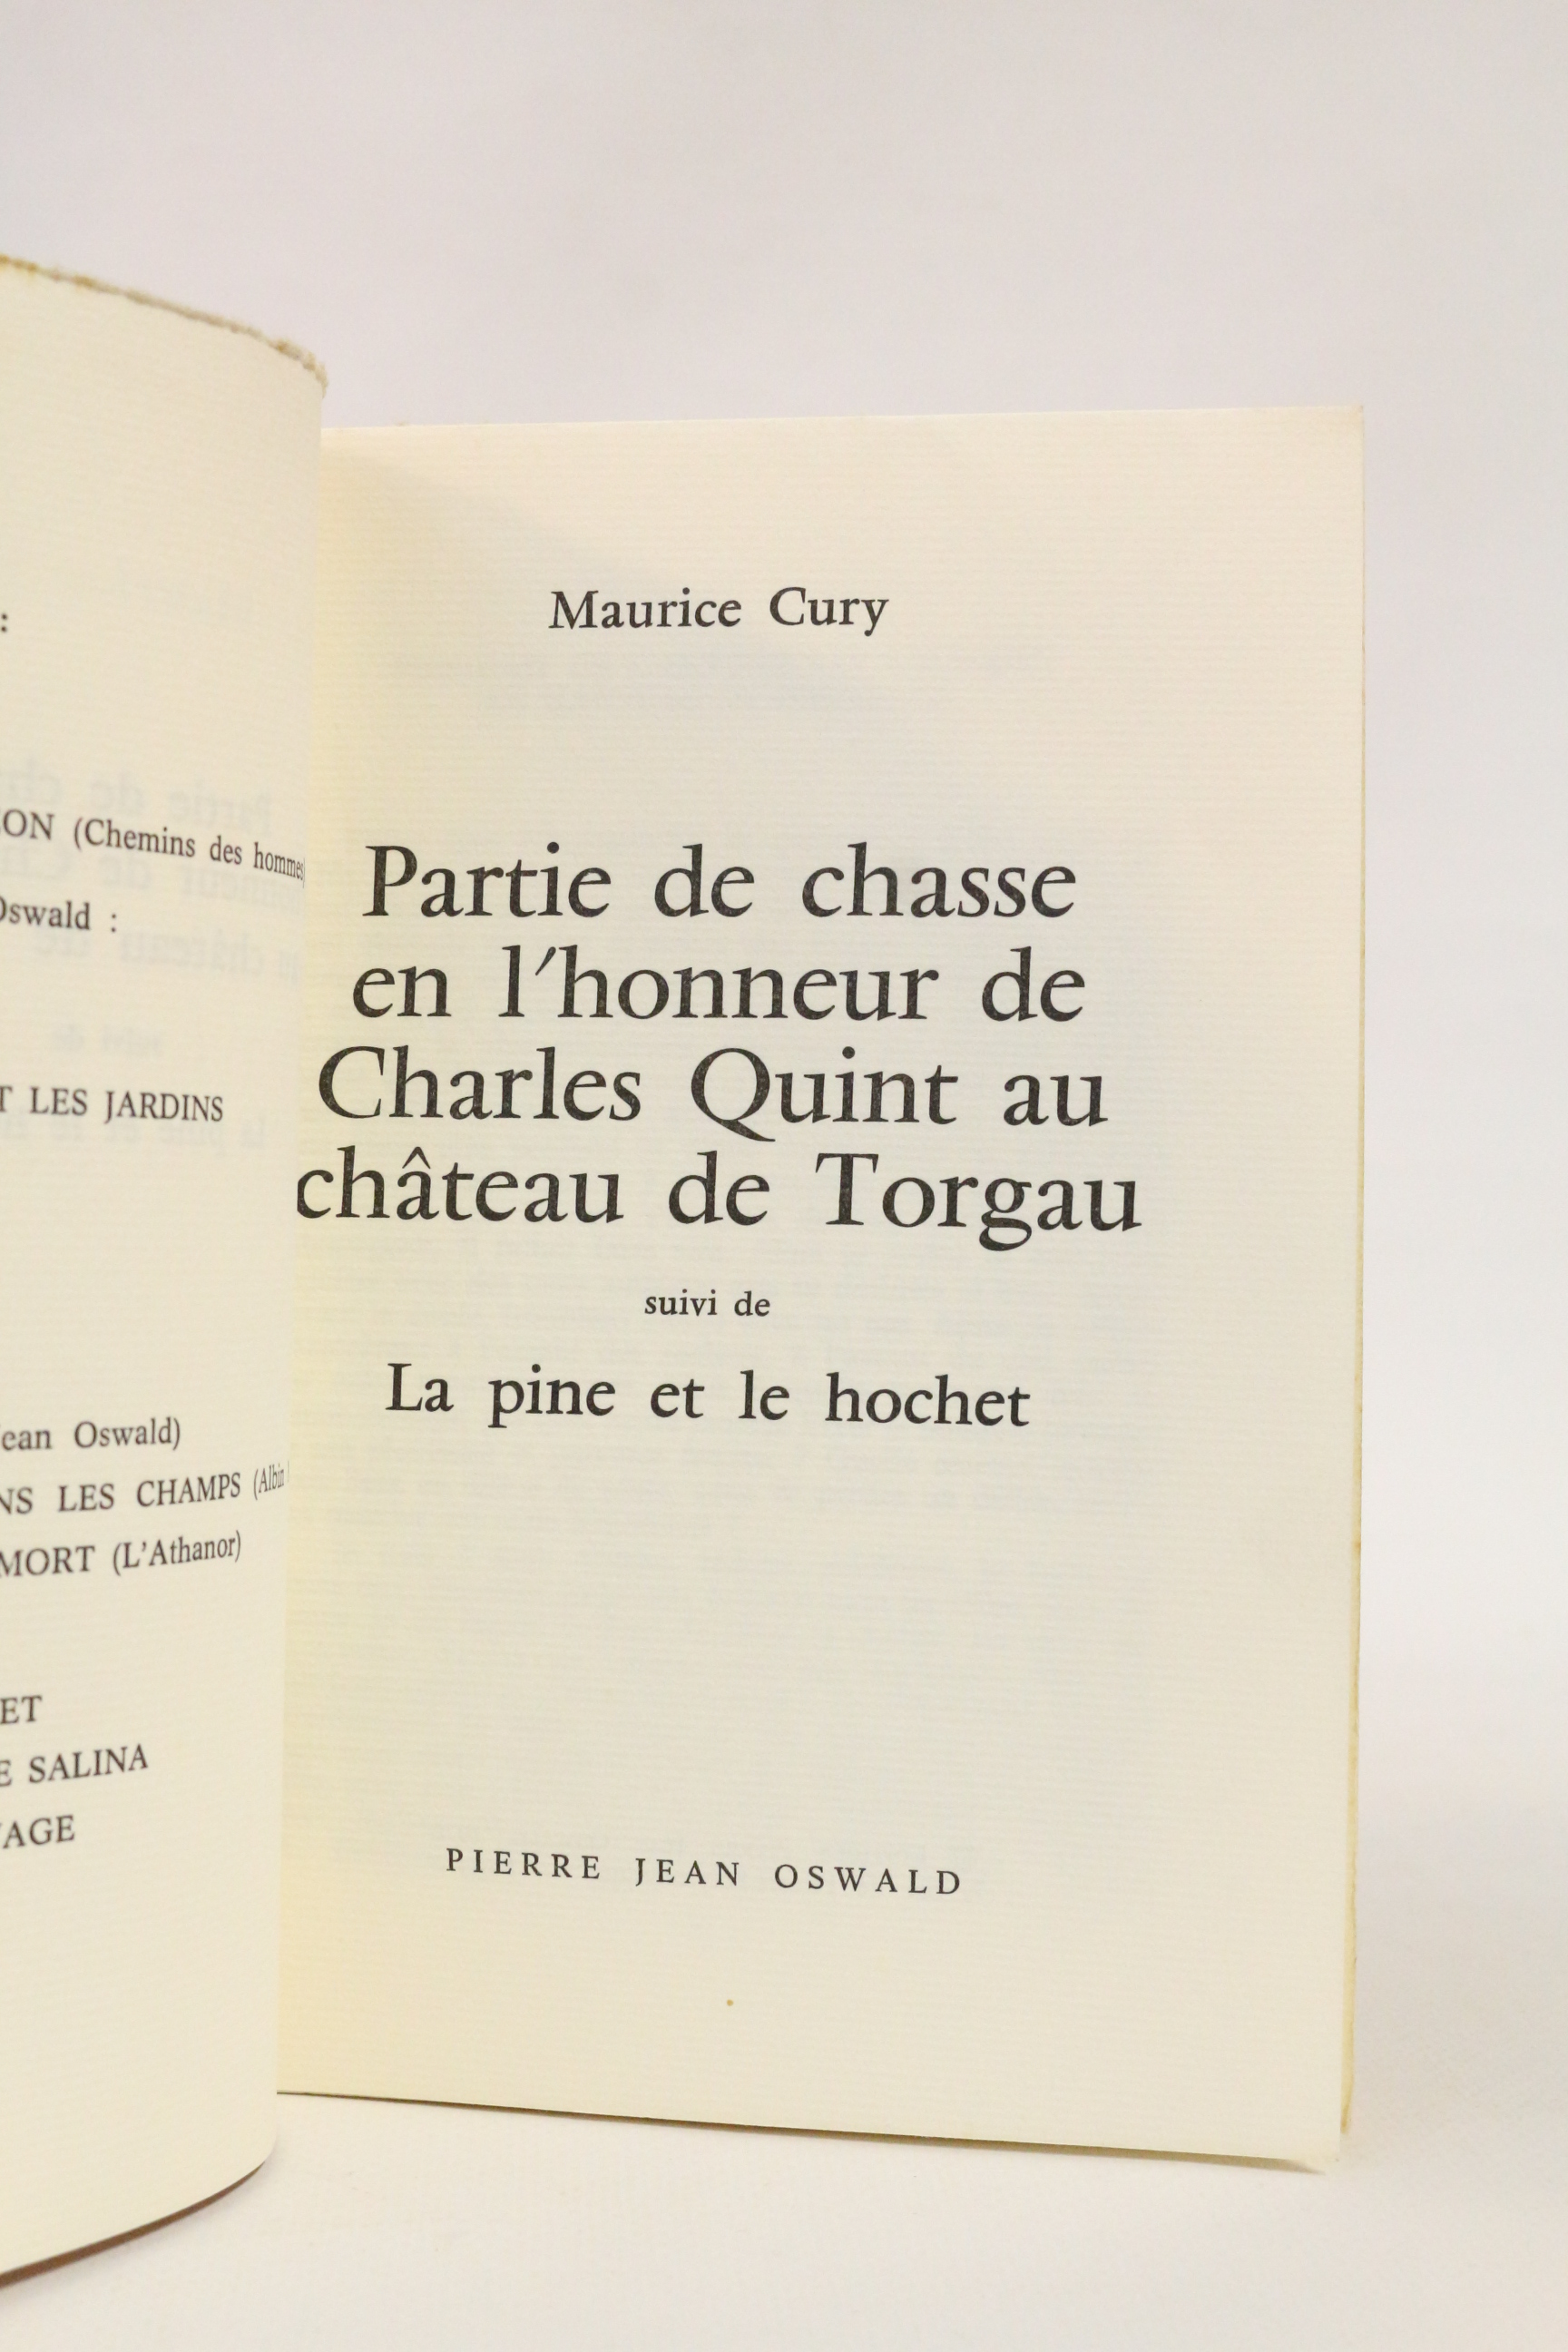 :
ON (Chemins des hommes)
Oswald :
T LES JARDINS
ean Oswald)
NS LES CHAMPS (Albin
MORT (L'Athanor)
ET
E SALINA
VAGE
Maurice Cury
Partie de chasse
en l'honneur de
Charles Quint au
château de Torgau
suivi de
La pine et le hochet
PIERRE JEAN OSWALD